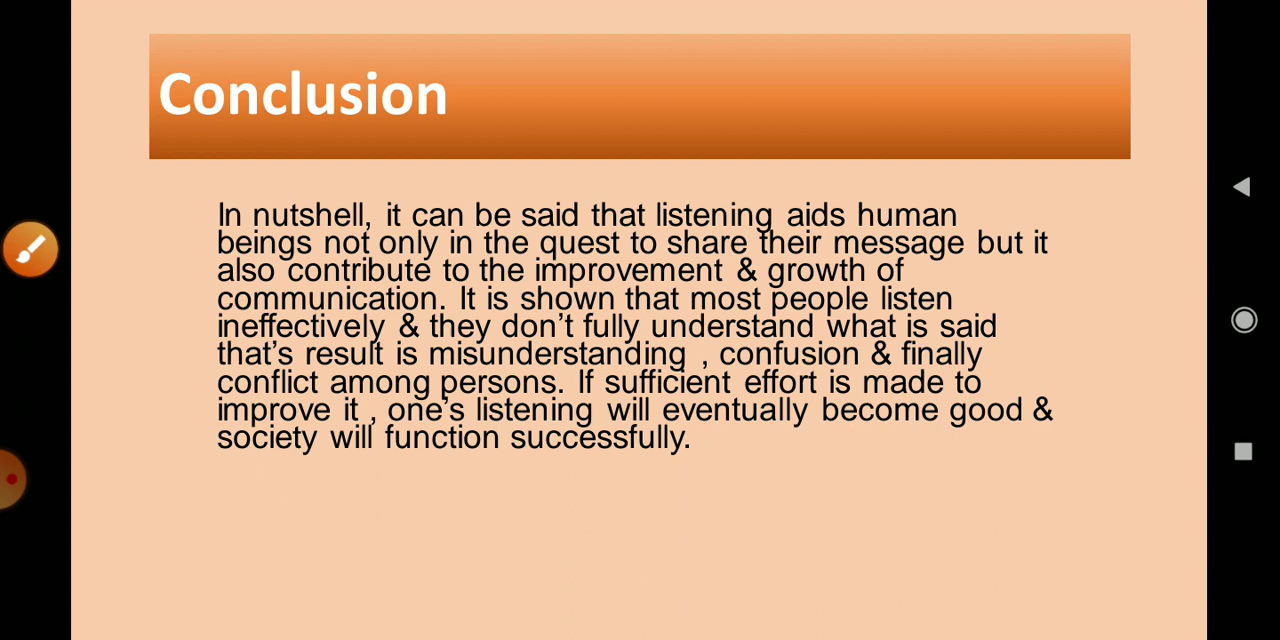 Conclusion
In nutshell, it can be said that listening aids human
beings not only in the quest to share their message but it
also contribute to the improvement & growth of
communication. It is shown that most people listen
ineffectively & they don’t fully understand what is said
that’s result is misunderstanding , confusion & finally
conflict among persons. If sufficient effort is made to
improve it , one’s listening will eventually become good &
society will function successfully.